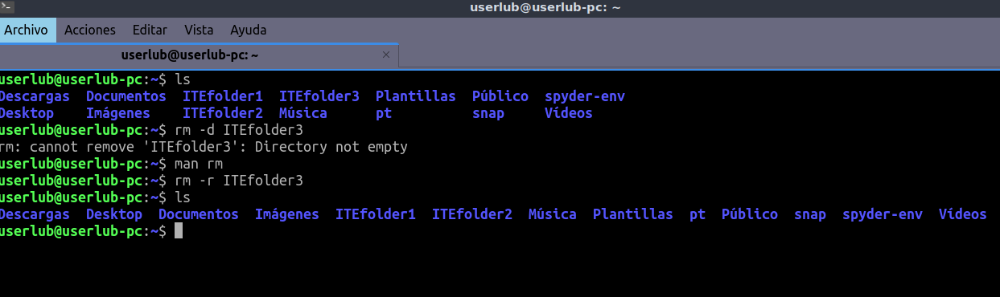 userlub@userlub-pc: ~
Archivo Acciones Editar Vista Ayuda
userlub@userlub-pc: ~ ×
userlub@userlub-pc:~$ ls
Descargas Documentos ITEfolder1 ITEfolder3 Plantillas Público spyder-env
Desktop Imágenes ITEfolder2 Música pt snap Vídeos
userlub@userlub-pc:~$ rm -d ITEfolder3
rm: cannot remove 'ITEfolder3': Directory not empty
userlub@userlub-pc:~$ man rm
userlub@userlub-pc:~$ rm -r ITEfolder3
userlub@userlub-pc:~$ ls
Descargas Desktop Documentos Imágenes ITEfolder1 ITEfolder2 Música Plantillas pt Público snap spyder-env Vídeos
userlub@userlub-pc:~$